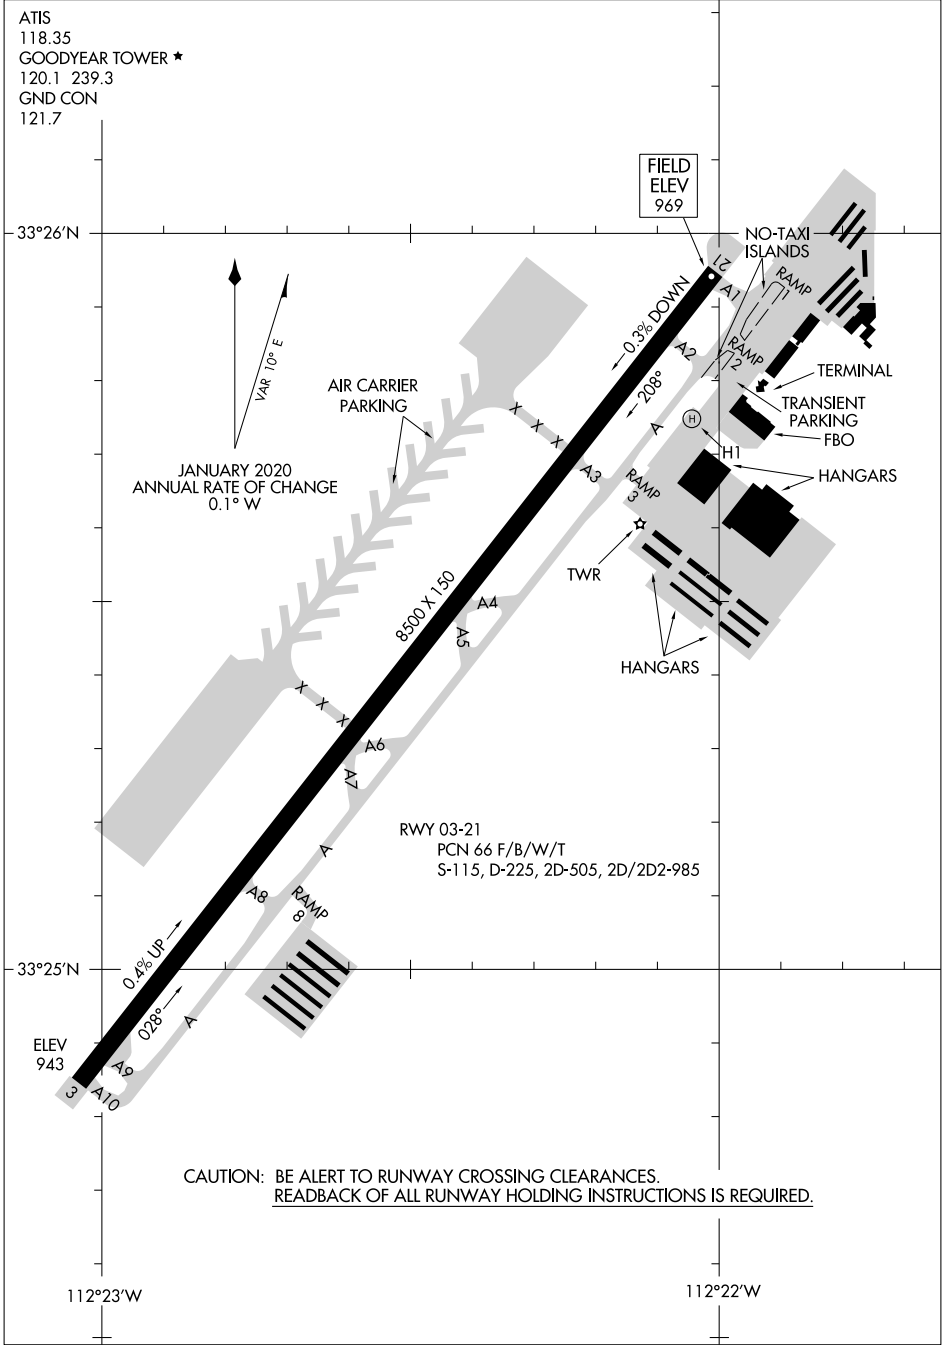 ATIS
118.35
GOODYEAR TOWER ★
120.1 239.3
GND CON
121.7
FIELD
ELEV
969
33°26'N
NO-TAXI
ISLANDS
21
A1
RAMP
1
VAR 10° E
0.3% DOWN
A2
RAMP
2
208°
AIR CARRIER
PARKING
TERMINAL
TRANSIENT
PARKING
FBO
A
H
H1
X X X
JANUARY 2020
ANNUAL RATE OF CHANGE
0.1° W
A3
RAMP
3
HANGARS
TWR
8500 X 150
A4
A5
HANGARS
X X X
A6
A7
RWY 03-21
PCN 66 F/B/W/T
S-115, D-225, 2D-505, 2D/2D2-985
A
A8
RAMP
8
0.4% UP
33°25'N
028°
A
ELEV
943
A9
3
A10
CAUTION: BE ALERT TO RUNWAY CROSSING CLEARANCES.
READBACK OF ALL RUNWAY HOLDING INSTRUCTIONS IS REQUIRED.
112°23'W
112°22'W